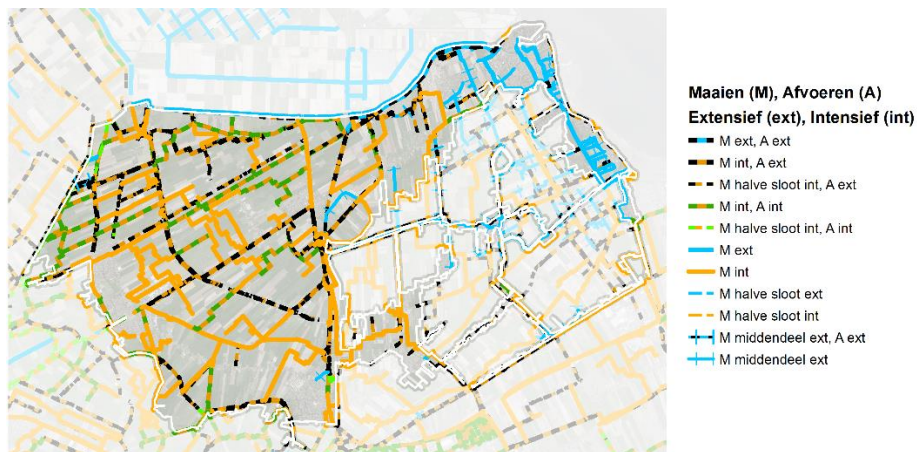 Maaien (M), Afvoeren (A)
Extensief (ext), Intensief (int)
M ext, A ext
M int, A ext
M halve sloot int, A ext
M int, A int
M halve sloot int, A int
M ext
M int
M halve sloot ext
M halve sloot int
M middendeel ext, A ext
M middendeel ext